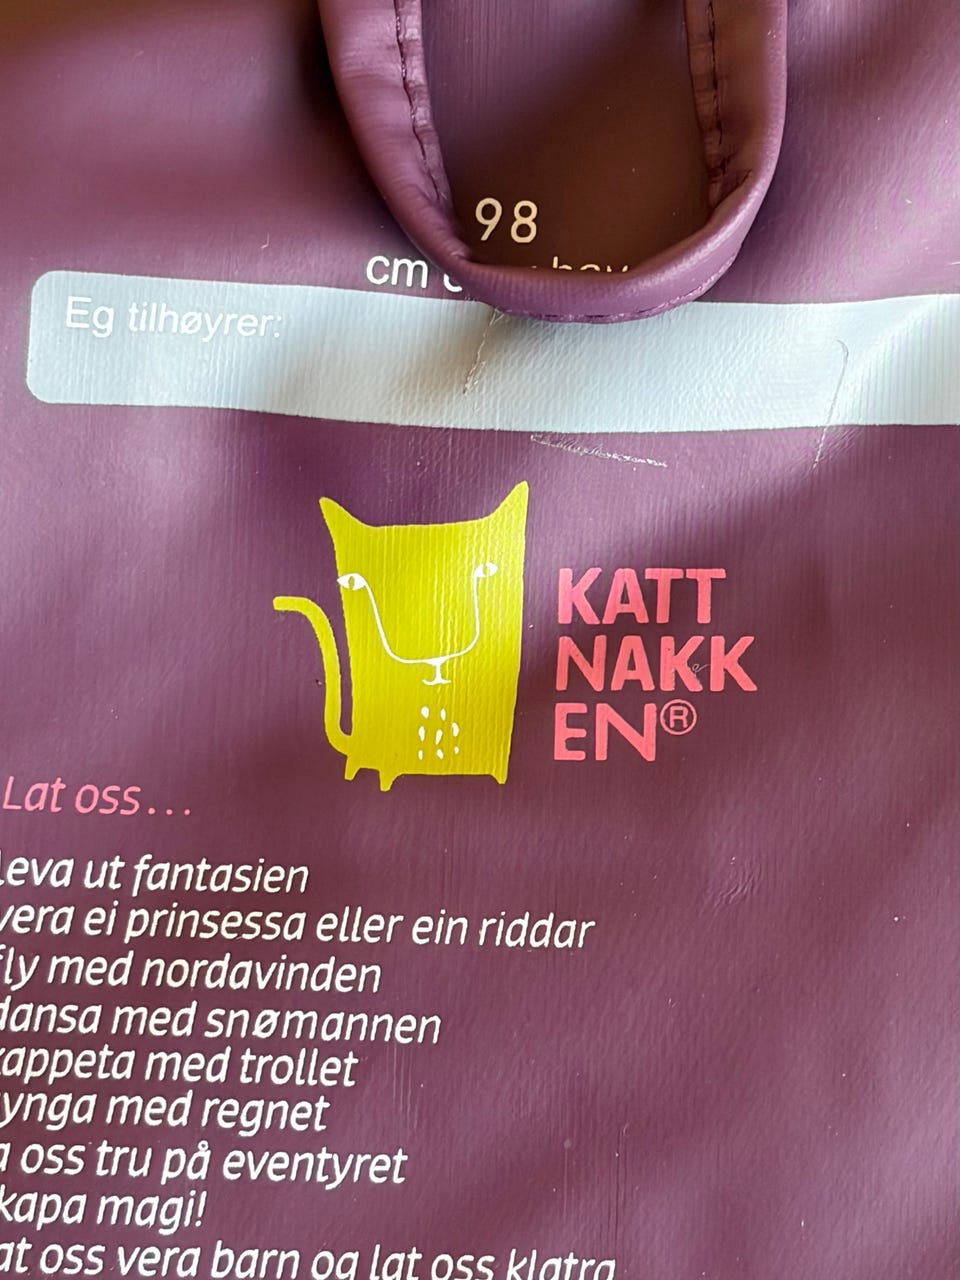 98
cm
Eg tilhøyrer:
KATT
NAKK
EN®
Lat oss...
leva ut fantasien
vera ei prinsessa eller ein riddar
fly med nordavinden
dansa med snømannen
med trollet
med regnet
oss tru på eventyret
magi!
oss vera barn og lat oss klatra